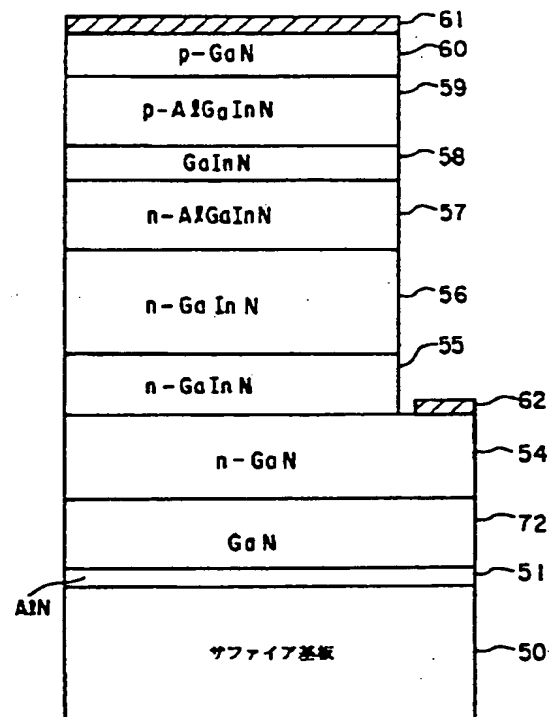 61
p-GaN
60
p-AlGaInN
59
GaInN
58
n-AlGaInN
57
n-GaInN
56
n-GaInN
55
62
n-GaN
54
GaN
72
AlN
51
サファイア基板
50